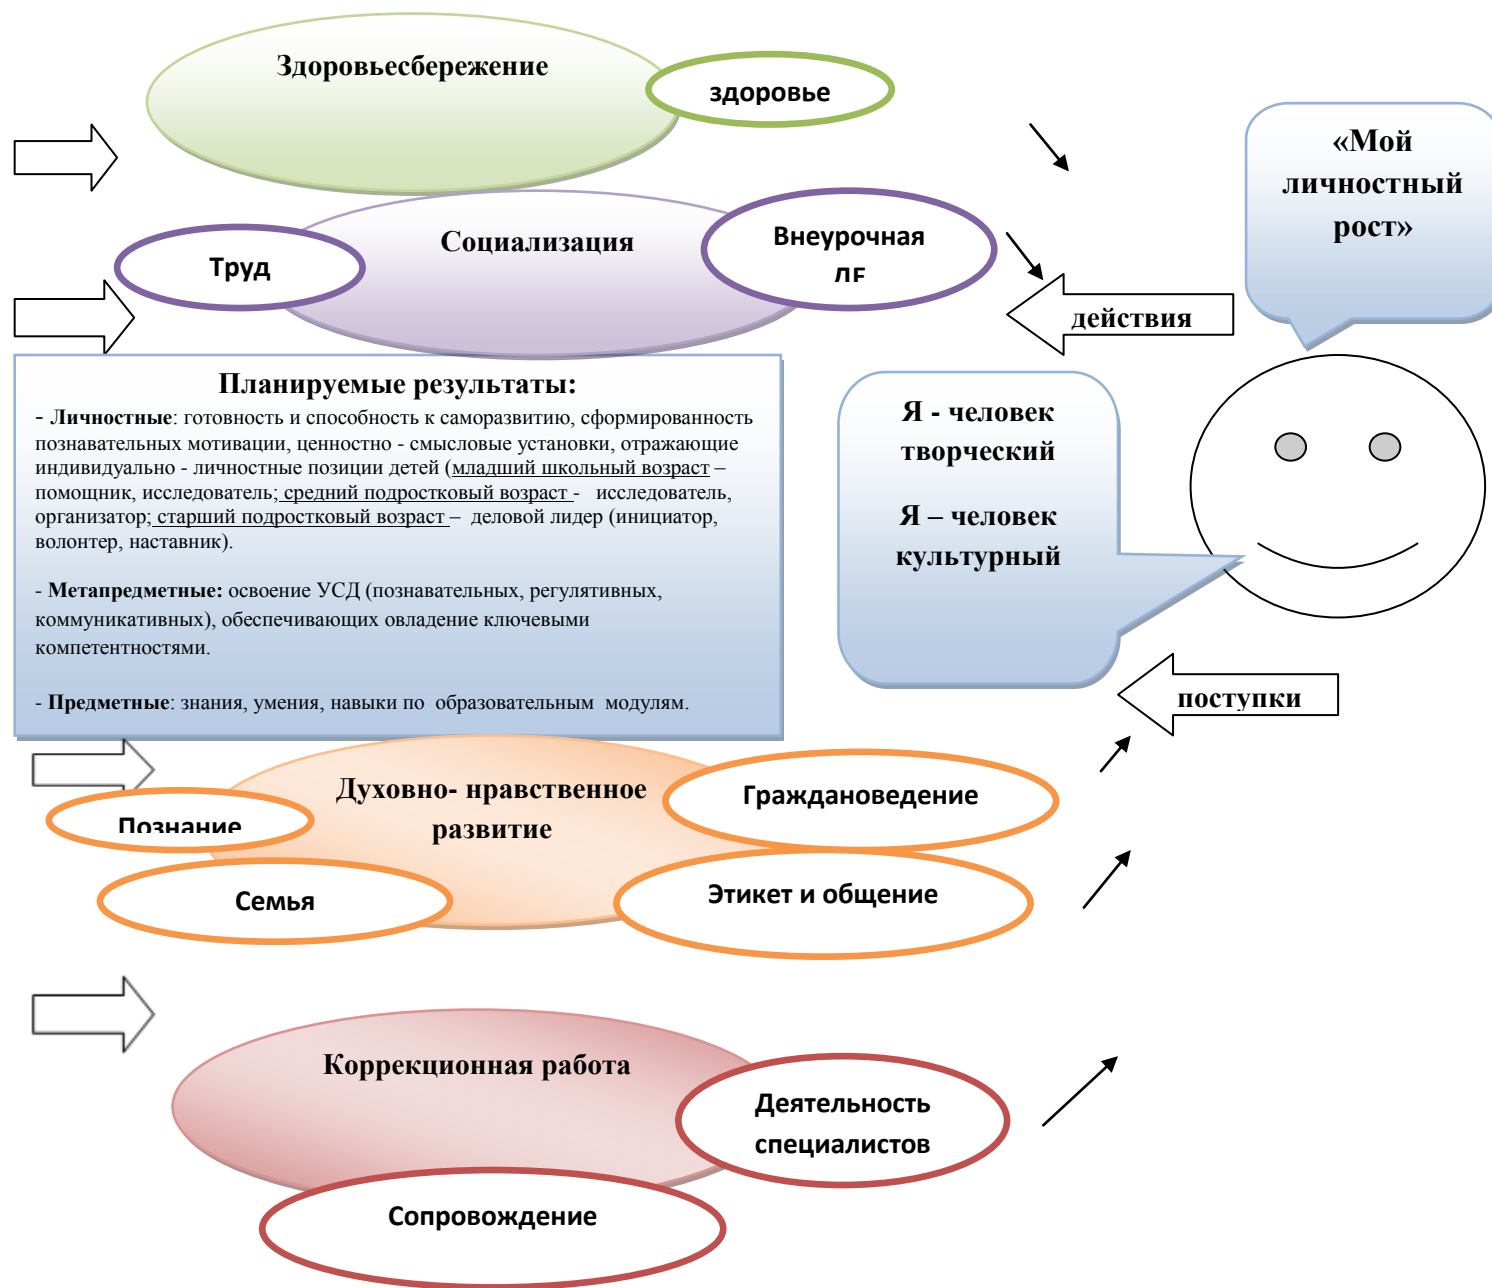 Здоровьесбережение
здоровье
«Мой
личностный
рост»
Социализация
Труд
Внеурочная
действия
Планируемые результаты:
- Личностные: готовность и способность к саморазвитию, сформированность
познавательных мотивации, ценностно - смысловые установки, отражающие
индивидуально - личностные позиции детей (младший школьный возраст –
помощник, исследователь; средний подростковый возраст - исследователь,
организатор; старший подростковый возраст – деловой лидер (инициатор,
волонтер, наставник).
- Метапредметные: освоение УСД (познавательных, регулятивных,
коммуникативных), обеспечивающих овладение ключевыми
компетентностями.
- Предметные: знания, умения, навыки по образовательным модулям.
Я - человек
творческий
Я – человек
культурный
поступки
Духовно- нравственное
развитие
Познание
Граждановедение
Семья
Этикет и общение
Коррекционная работа
Деятельность
специалистов
Сопровождение